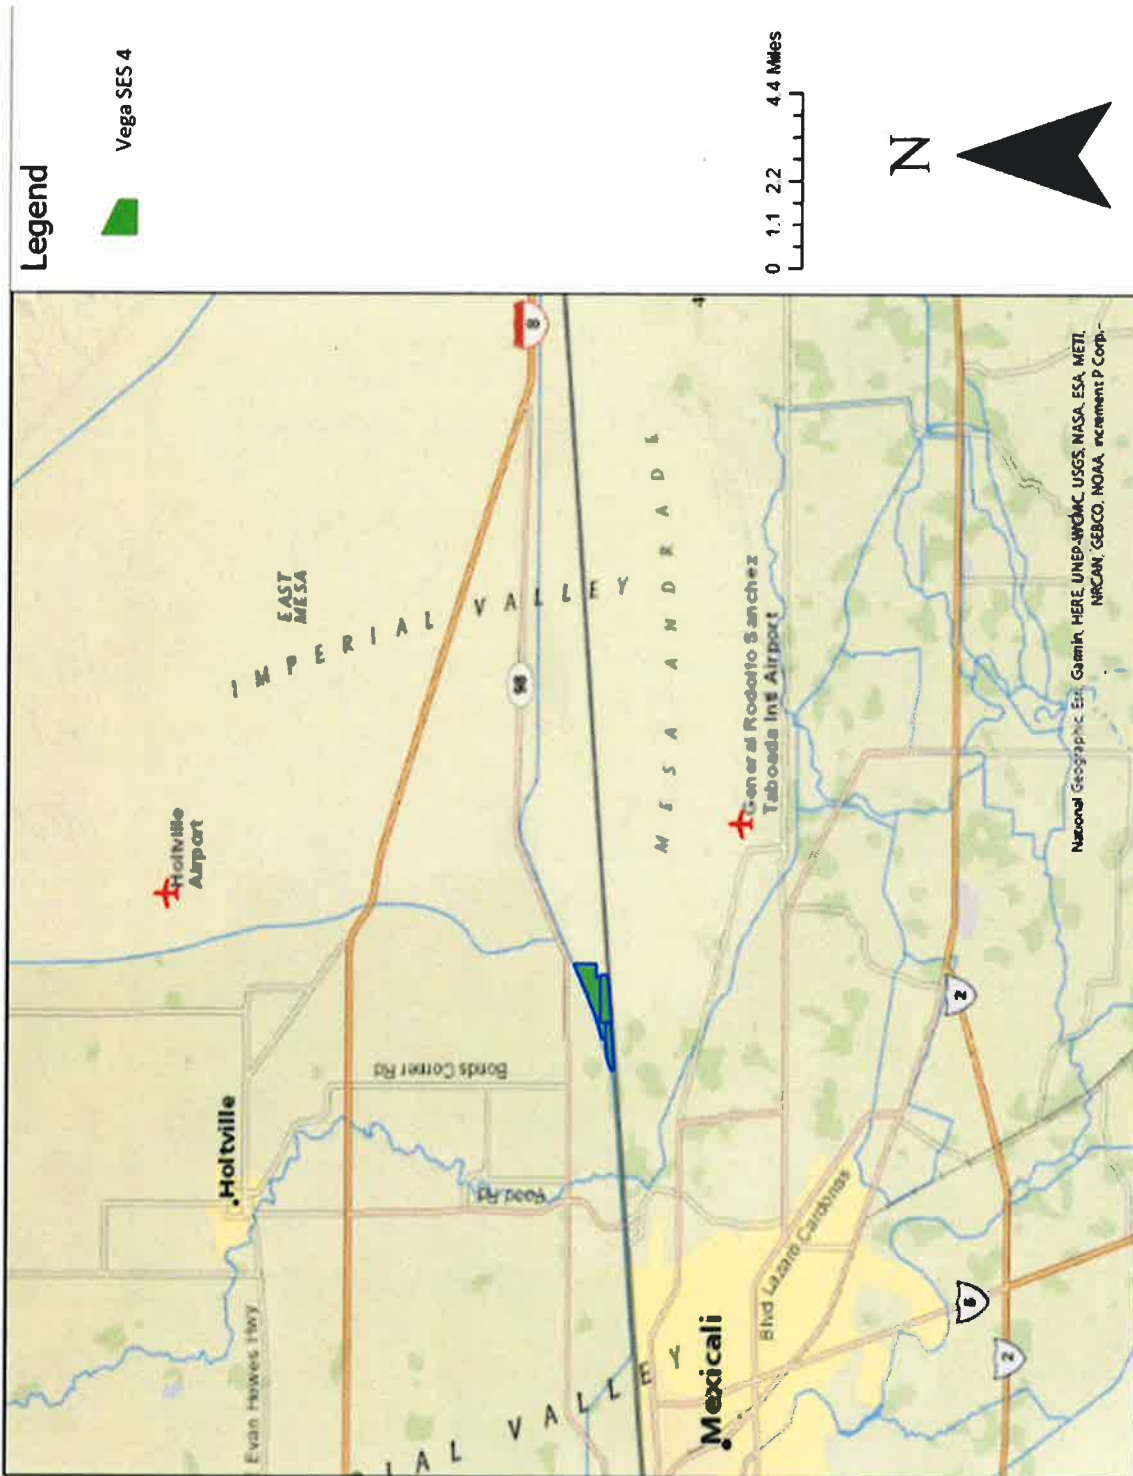 Legend
Vega SES 4
0 1.1 2.2 4.4 Miles
N
Holtville
Airport
EAST
MESA
IMPERIAL VALLEY
Holtville
Evan Hewes Hwy
Bonds Corner Rd
8
98
MESA ANDRADE
General Rodolfo Sanchez
Taboada Intl Airport
IAL VALLEY
Mexicali
Blvd Lazaro Cardenas
2
5
2
National Geographic, Esri, Garmin, HERE, UNEP-WCMC, USGS, NASA, ESA, METI,
NRCAN, GEBCO, NOAA, increment P Corp.-